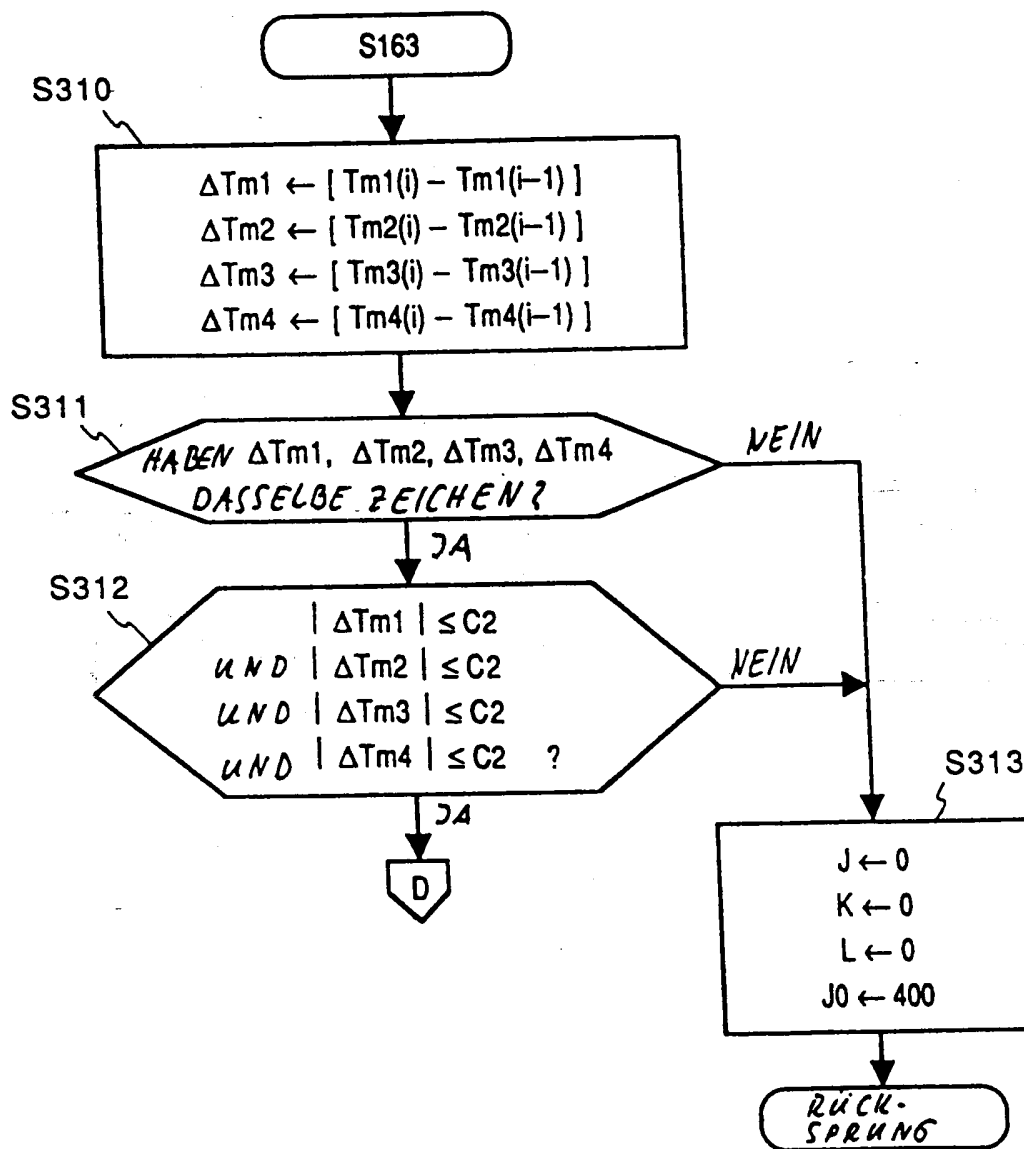 S163
S310
ΔTm1 ← [ Tm1(i) – Tm1(i–1) ]
ΔTm2 ← [ Tm2(i) – Tm2(i–1) ]
ΔTm3 ← [ Tm3(i) – Tm3(i–1) ]
ΔTm4 ← [ Tm4(i) – Tm4(i–1) ]
S311
HABEN ΔTm1, ΔTm2, ΔTm3, ΔTm4
DASSELBE ZEICHEN?
NEIN
JA
S312
| ΔTm1 | ≤ C2
UND | ΔTm2 | ≤ C2
UND | ΔTm3 | ≤ C2
UND | ΔTm4 | ≤ C2 ?
NEIN
JA
D
S313
J ← 0
K ← 0
L ← 0
J0 ← 400
RÜCK-
SPRUNG